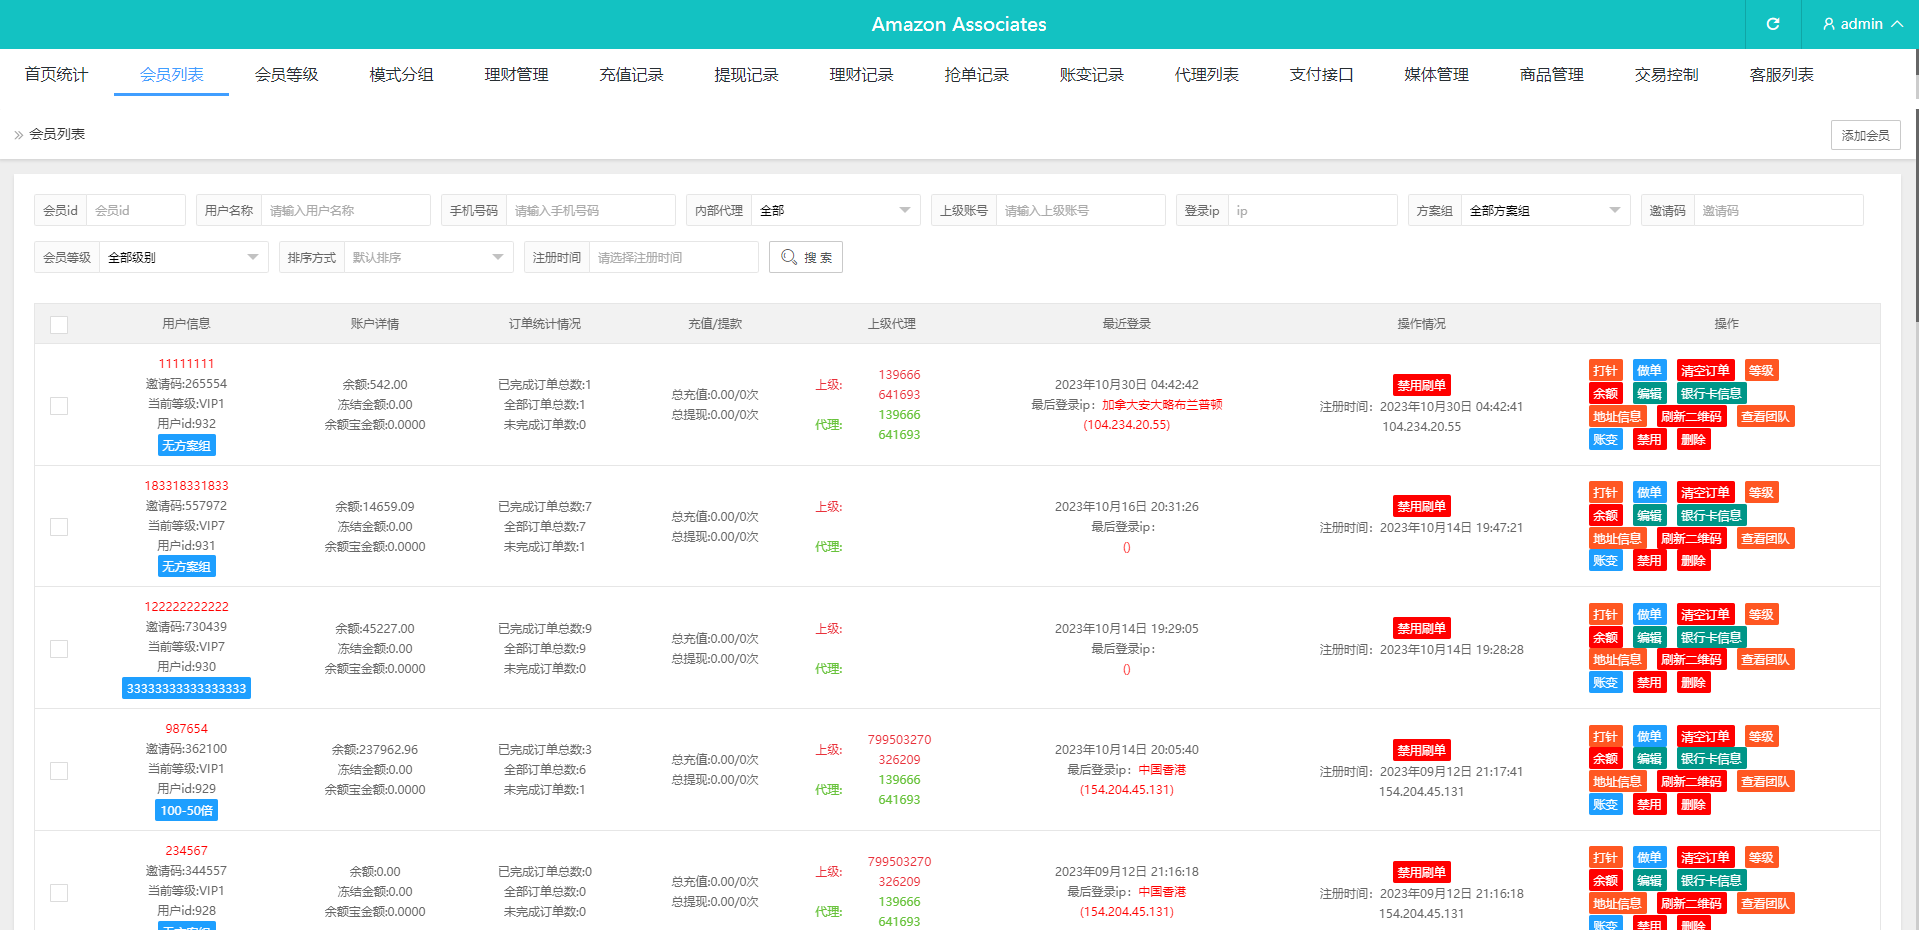 Amazon Associates
admin
首页统计 会员列表 会员等级 模式分组 理财管理 充值记录 提现记录 理财记录 抢单记录 账变记录 代理列表 支付接口 媒体管理 商品管理 交易控制 客服列表
会员列表
添加会员
会员id 会员id 用户名称 请输入用户名称 手机号码 请输入手机号码 内部代理 全部 上级账号 请输入上级账号 登录ip ip 方案组 全部方案组 邀请码 邀请码
会员等级 全部级别 排序方式 默认排序 注册时间 请选择注册时间 搜 索
用户信息 账户详情 订单统计情况 充值/提款 上级代理 最近登录 操作情况 操作
11111111
邀请码:265554
当前等级:VIP1
用户id:932
无方案组
余额:542.00
冻结金额:0.00
余额宝金额:0.0000
已完成订单总数:1
全部订单总数:1
未完成订单数:0
总充值:0.00/0次
总提现:0.00/0次
上级: 139666
641693
代理: 139666
641693
2023年10月30日 04:42:42
最后登录ip：加拿大安大略布兰普顿
(104.234.20.55)
禁用刷单
注册时间：2023年10月30日 04:42:41
104.234.20.55
打针 做单 清空订单 等级
余额 编辑 银行卡信息
地址信息 刷新二维码 查看团队
账变 禁用 删除
183318331833
邀请码:557972
当前等级:VIP7
用户id:931
无方案组
余额:14659.09
冻结金额:0.00
余额宝金额:0.0000
已完成订单总数:7
全部订单总数:7
未完成订单数:1
总充值:0.00/0次
总提现:0.00/0次
上级:
代理:
2023年10月16日 20:31:26
最后登录ip：
()
禁用刷单
注册时间：2023年10月14日 19:47:21
打针 做单 清空订单 等级
余额 编辑 银行卡信息
地址信息 刷新二维码 查看团队
账变 禁用 删除
122222222222
邀请码:730439
当前等级:VIP7
用户id:930
33333333333333333
余额:45227.00
冻结金额:0.00
余额宝金额:0.0000
已完成订单总数:9
全部订单总数:9
未完成订单数:0
总充值:0.00/0次
总提现:0.00/0次
上级:
代理:
2023年10月14日 19:29:05
最后登录ip：
()
禁用刷单
注册时间：2023年10月14日 19:28:28
打针 做单 清空订单 等级
余额 编辑 银行卡信息
地址信息 刷新二维码 查看团队
账变 禁用 删除
987654
邀请码:362100
当前等级:VIP1
用户id:929
100-50倍
余额:237962.96
冻结金额:0.00
余额宝金额:0.0000
已完成订单总数:3
全部订单总数:6
未完成订单数:1
总充值:0.00/0次
总提现:0.00/0次
上级: 799503270
326209
代理: 139666
641693
2023年10月14日 20:05:40
最后登录ip：中国香港
(154.204.45.131)
禁用刷单
注册时间：2023年09月12日 21:17:41
154.204.45.131
打针 做单 清空订单 等级
余额 编辑 银行卡信息
地址信息 刷新二维码 查看团队
账变 禁用 删除
234567
邀请码:344557
当前等级:VIP1
用户id:928
无方案组
余额:0.00
冻结金额:0.00
余额宝金额:0.0000
已完成订单总数:0
全部订单总数:0
未完成订单数:0
总充值:0.00/0次
总提现:0.00/0次
上级: 799503270
326209
代理: 139666
641693
2023年09月12日 21:16:18
最后登录ip：中国香港
(154.204.45.131)
禁用刷单
注册时间：2023年09月12日 21:16:18
154.204.45.131
打针 做单 清空订单 等级
余额 编辑 银行卡信息
地址信息 刷新二维码 查看团队
账变 禁用 删除